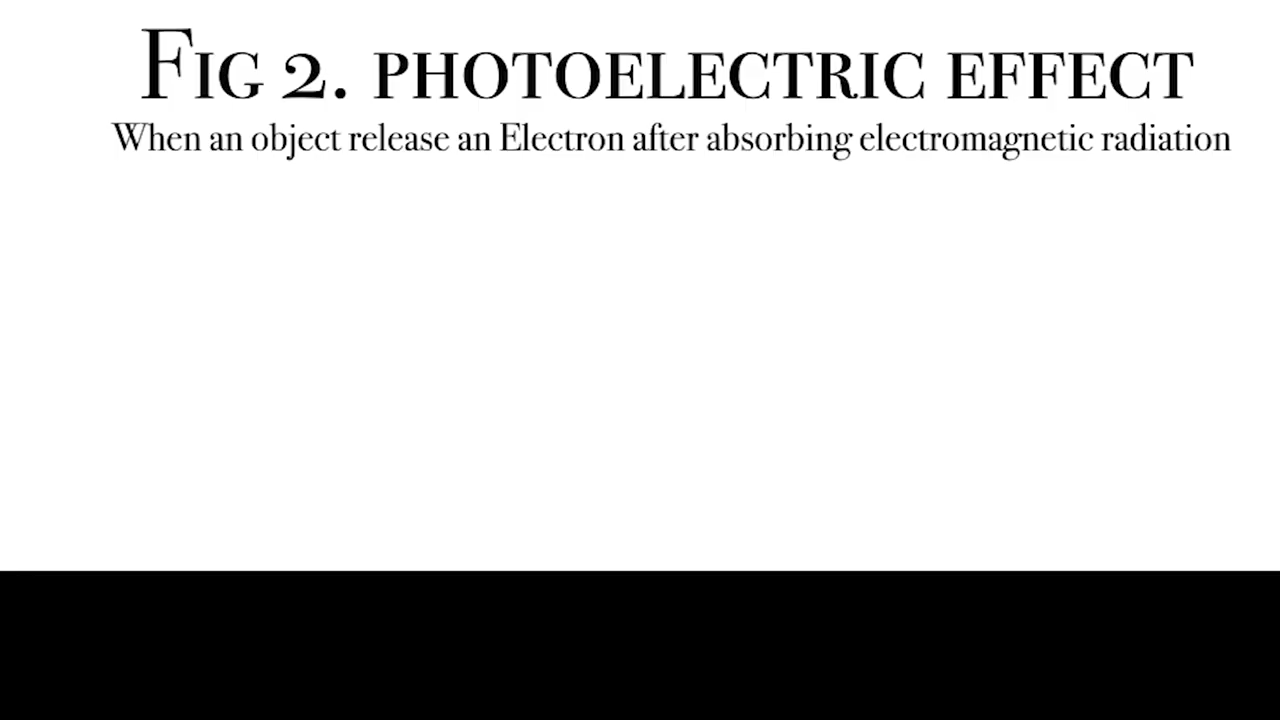 Fig 2. photoelectric effect
When an object release an Electron after absorbing electromagnetic radiation